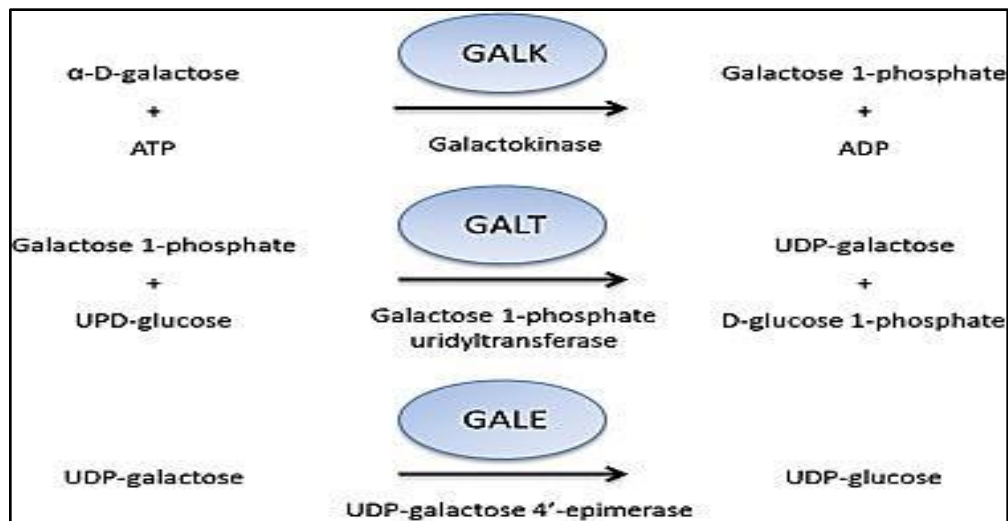 GALK
α-D-galactose
+
ATP
Galactokinase
Galactose 1-phosphate
+
ADP
GALT
Galactose 1-phosphate
+
UPD-glucose
Galactose 1-phosphate
uridyltransferase
UDP-galactose
+
D-glucose 1-phosphate
GALE
UDP-galactose
UDP-galactose 4′-epimerase
UDP-glucose